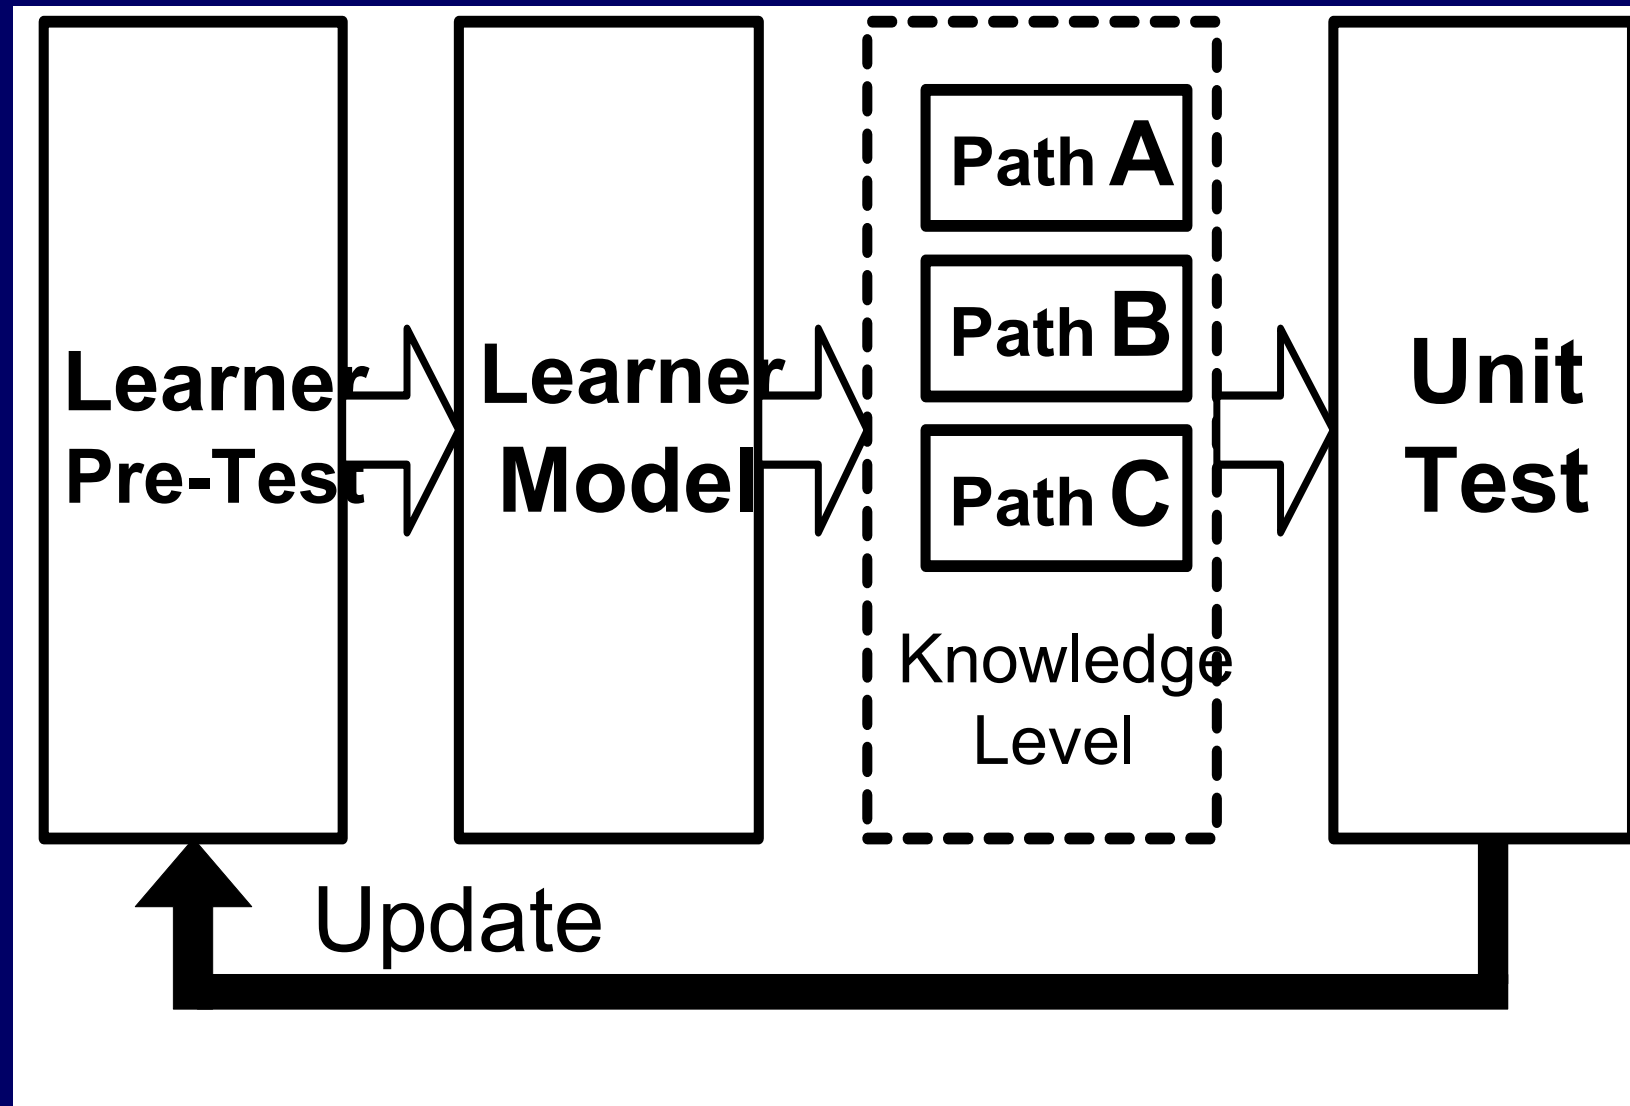 Learner
Pre-Test
Learner
Model
Path A
Path B
Path C
Knowledge
Level
Unit
Test
Update